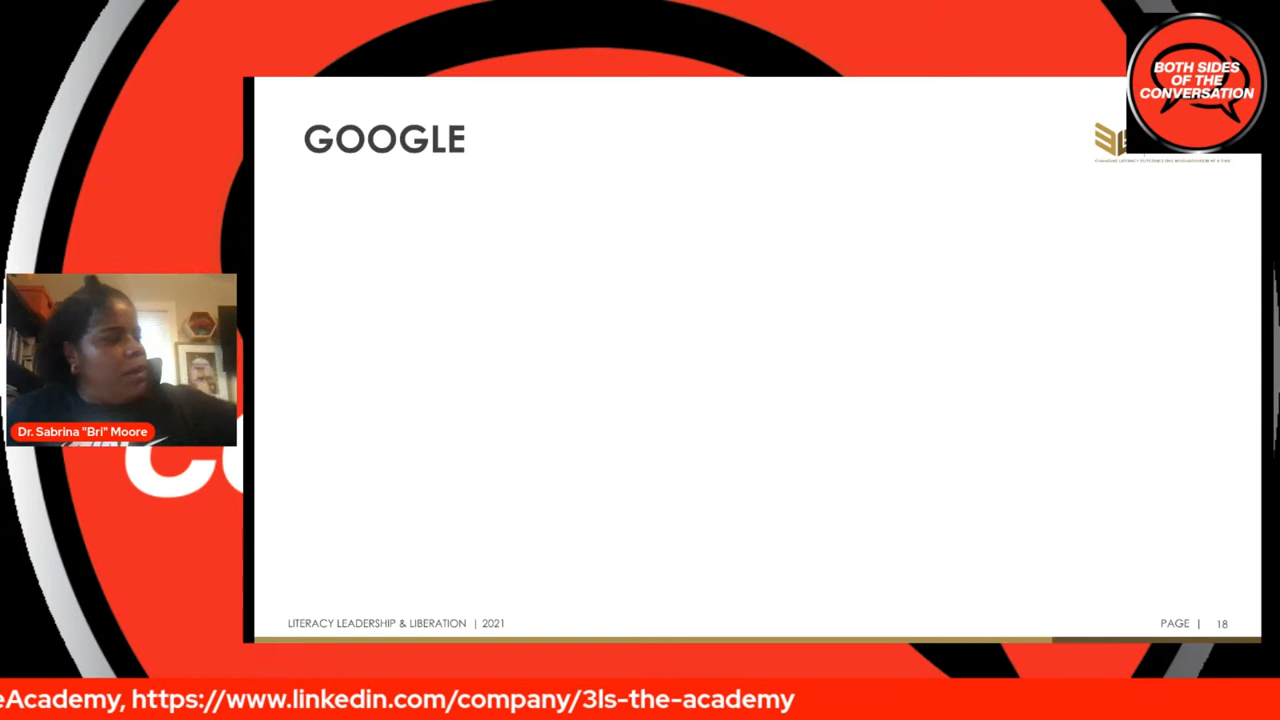 BOTH SIDES
OF THE
CONVERSATION
GOOGLE
Dr. Sabrina "Bri" Moore
LITERACY LEADERSHIP & LIBERATION | 2021
PAGE | 18
eAcademy, https://www.linkedin.com/company/3ls-the-academy